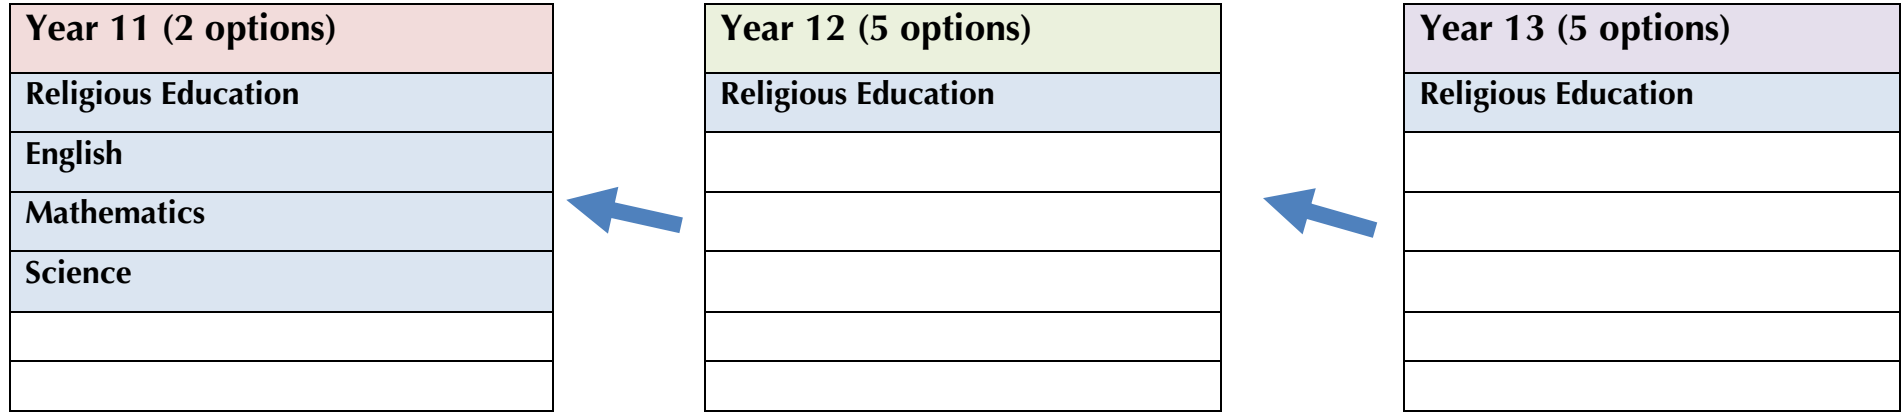 Year 11 (2 options)
Religious Education
English
Mathematics
Science
Year 12 (5 options)
Religious Education
Year 13 (5 options)
Religious Education